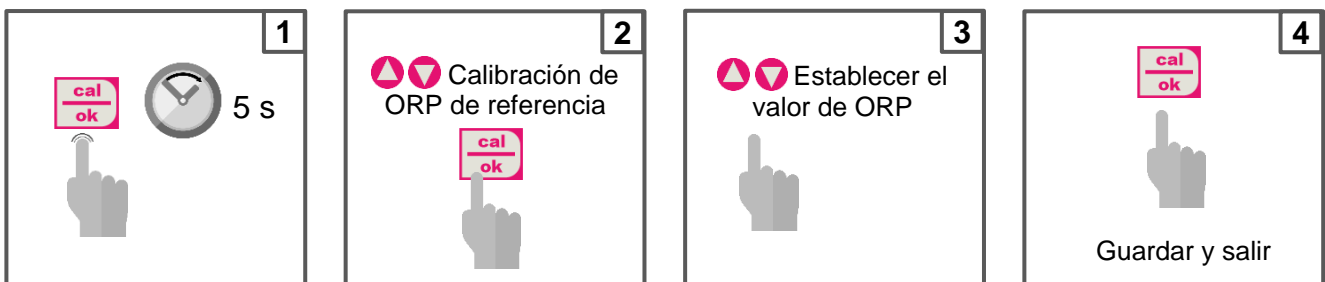 1
cal
ok
5 s
2
Calibración de
ORP de referencia
cal
ok
3
Establecer el
valor de ORP
4
cal
ok
Guardar y salir